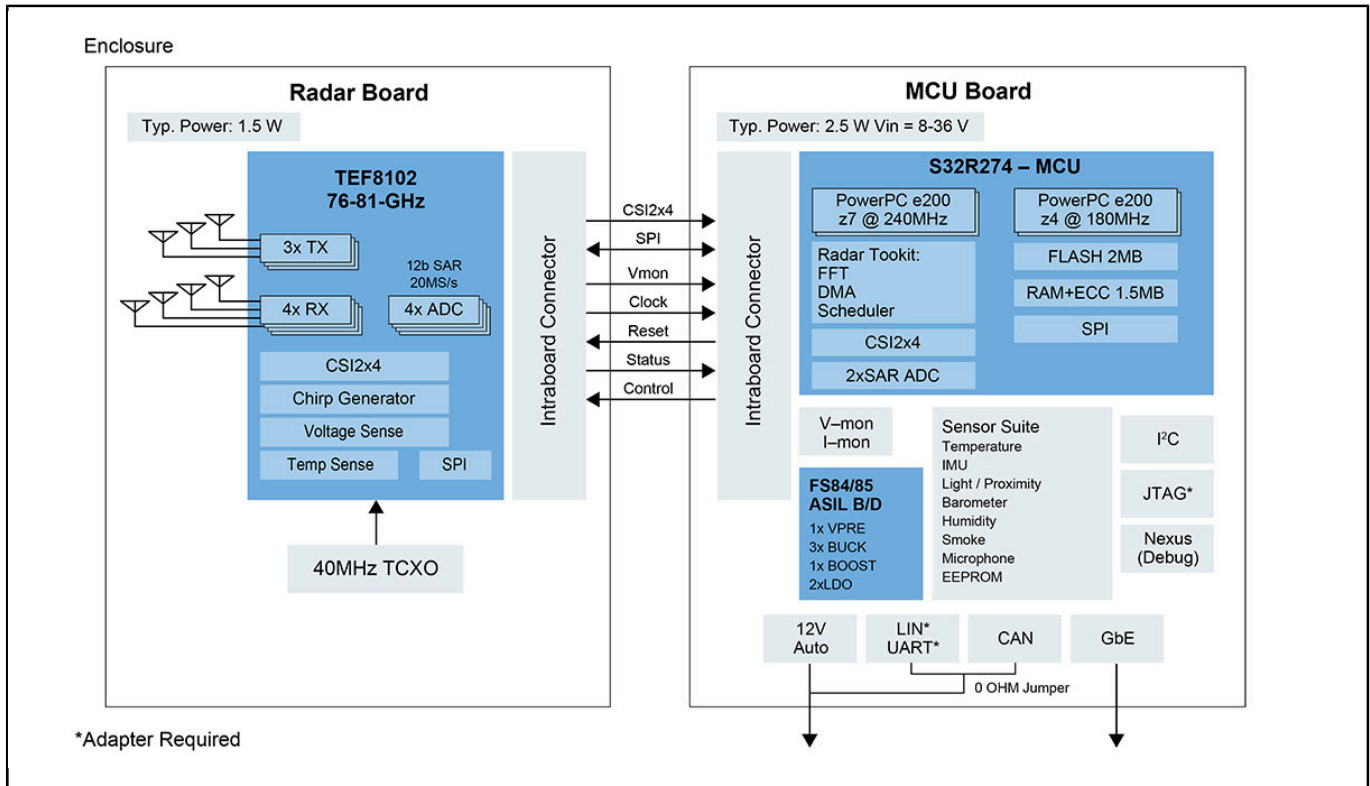 Enclosure
Radar Board
Typ. Power: 1.5 W
TEF8102
76-81-GHz
3x TX
12b SAR
20MS/s
4x RX
4x ADC
CSI2x4
Chirp Generator
Voltage Sense
Temp Sense
SPI
40MHz TCXO
Intraboard Connector
CSI2x4
SPI
Vmon
Clock
Reset
Status
Control
MCU Board
Typ. Power: 2.5 W Vin = 8-36 V
Intraboard Connector
S32R274 – MCU
PowerPC e200
z7 @ 240MHz
PowerPC e200
z4 @ 180MHz
Radar Tookit:
FFT
DMA
Scheduler
CSI2x4
2xSAR ADC
FLASH 2MB
RAM+ECC 1.5MB
SPI
V–mon
I–mon
FS84/85
ASIL B/D
1x VPRE
3x BUCK
1x BOOST
2xLDO
Sensor Suite
Temperature
IMU
Light / Proximity
Barometer
Humidity
Smoke
Microphone
EEPROM
I²C
JTAG*
Nexus
(Debug)
12V
Auto
LIN*
UART*
CAN
GbE
0 OHM Jumper
*Adapter Required